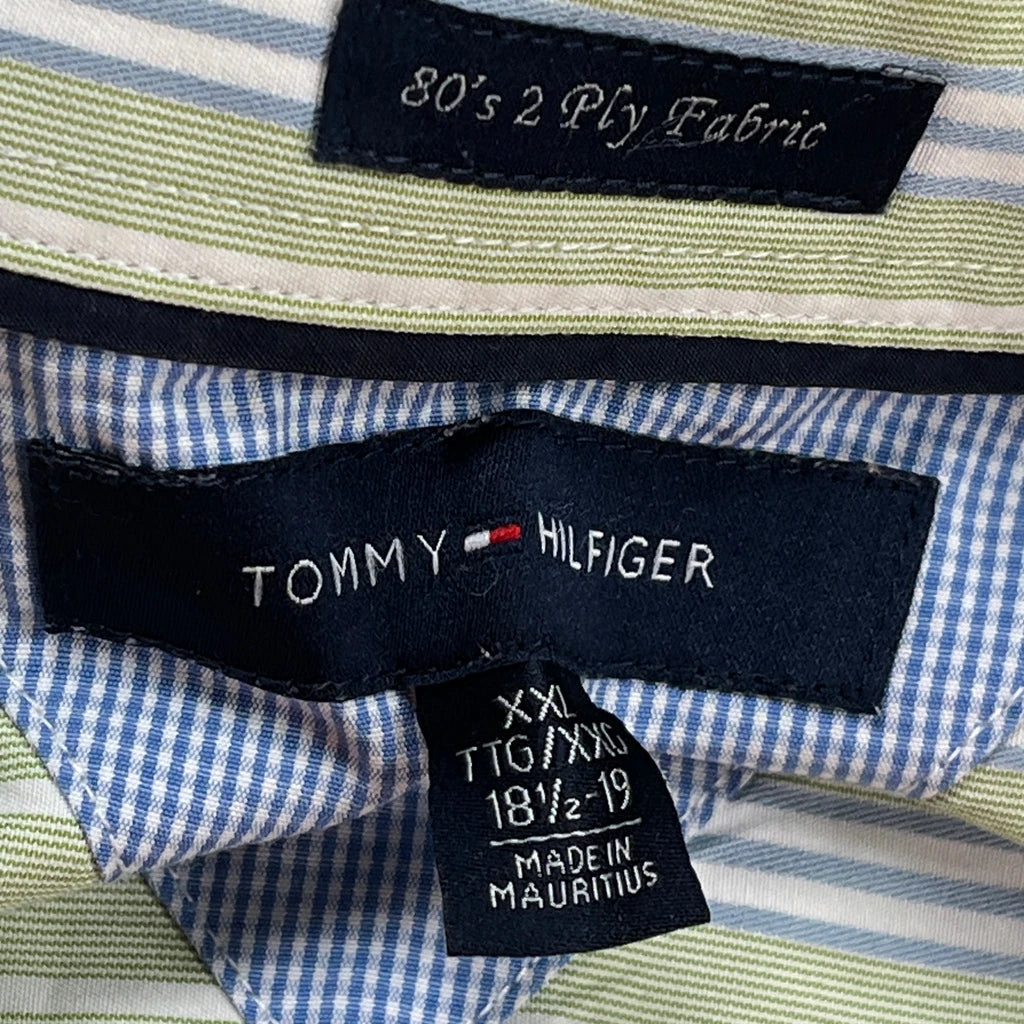 80's 2 Ply Fabric
TOMMY HILFIGER
XXL
TTG/XXG
18½-19
MADE IN
MAURITIUS